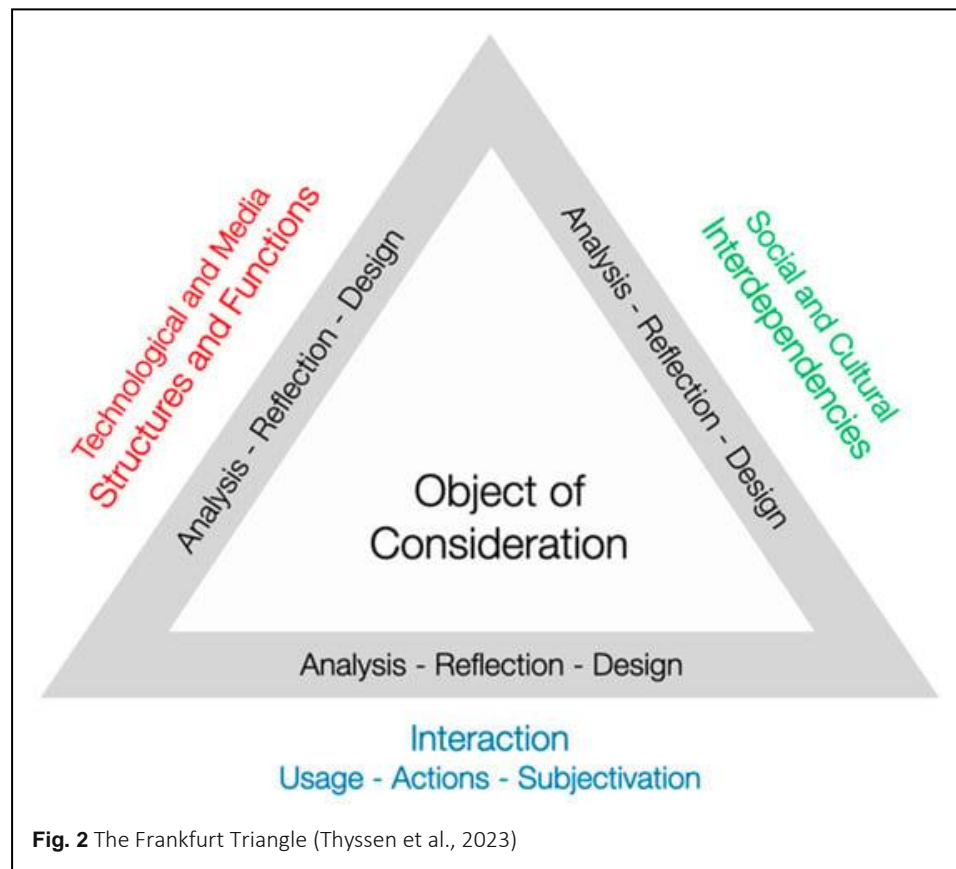 Technological and Media
Structures and Functions
Analysis - Reflection - Design
Analysis - Reflection - Design
Social and Cultural
Interdependencies
Object of
Consideration
Analysis - Reflection - Design
Interaction
Usage - Actions - Subjectivation
Fig. 2 The Frankfurt Triangle (Thyssen et al., 2023)